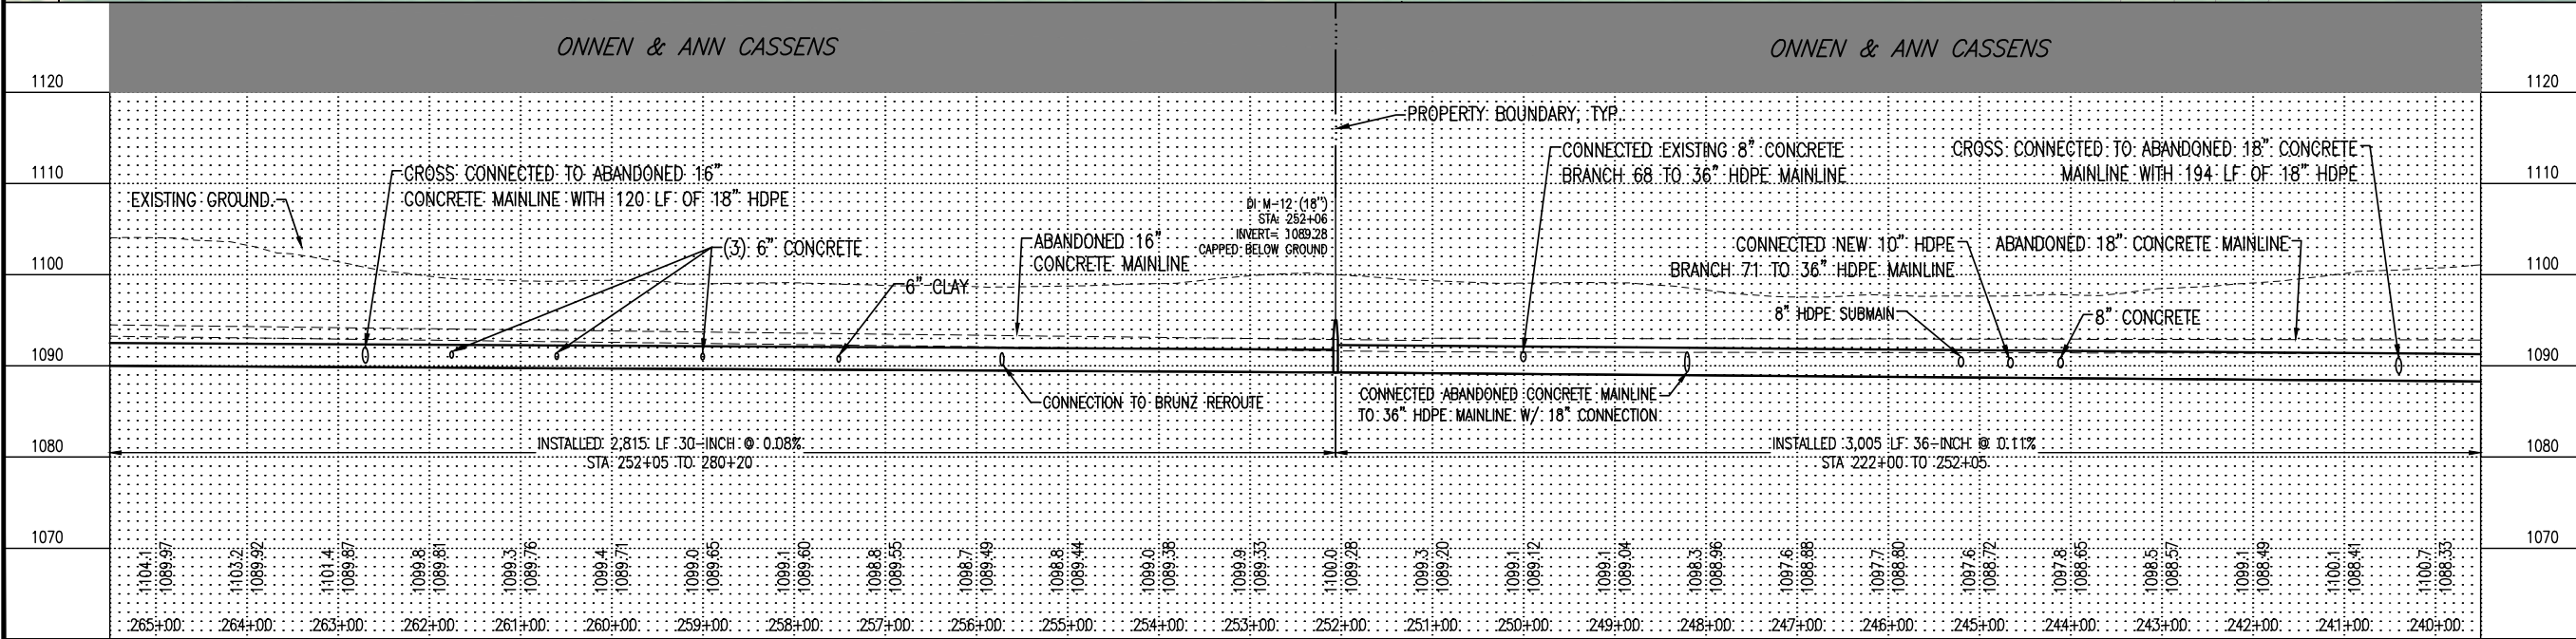 ONNEN & ANN CASSENS
ONNEN & ANN CASSENS
1120
1120
PROPERTY BOUNDARY, TYP.
CROSS CONNECTED TO ABANDONED 16"
CONCRETE MAINLINE WITH 120 LF OF 18" HDPE
CONNECTED EXISTING 8" CONCRETE
BRANCH 68 TO 36" HDPE MAINLINE
CROSS CONNECTED TO ABANDONED 18" CONCRETE
MAINLINE WITH 194 LF OF 18" HDPE
1110
1110
EXISTING GROUND
DI M-12 (18")
STA: 252+06
INVERT= 1089.28
CAPPED BELOW GROUND
(3) 6" CONCRETE
ABANDONED 16"
CONCRETE MAINLINE
CONNECTED NEW 10" HDPE
BRANCH 71 TO 36" HDPE MAINLINE
ABANDONED 18" CONCRETE MAINLINE
1100
1100
6" CLAY
8" HDPE SUBMAIN
8" CONCRETE
1090
1090
CONNECTION TO BRUNZ REROUTE
CONNECTED ABANDONED CONCRETE MAINLINE
TO 36" HDPE MAINLINE W/ 18" CONNECTION
1080
1080
INSTALLED 2,815 LF 30-INCH @ 0.08%
STA 252+05 TO 280+20
INSTALLED 3,005 LF 36-INCH @ 0.11%
STA 222+00 TO 252+05
1070
1070
1104.1
1089.97
1103.2
1089.92
1101.4
1089.87
1099.8
1089.81
1099.3
1089.76
1099.4
1089.71
1099.0
1089.65
1099.1
1089.60
1098.8
1089.55
1098.7
1089.49
1098.8
1089.44
1099.0
1089.38
1099.9
1089.33
1100.0
1089.28
1099.3
1089.20
1099.1
1089.12
1099.1
1089.04
1098.3
1088.96
1097.6
1088.88
1097.7
1088.80
1097.6
1088.72
1097.8
1088.65
1098.5
1088.57
1099.1
1088.49
1100.1
1088.41
1100.7
1088.33
265+00 264+00 263+00 262+00 261+00 260+00 259+00 258+00 257+00 256+00 255+00 254+00 253+00 252+00 251+00 250+00 249+00 248+00 247+00 246+00 245+00 244+00 243+00 242+00 241+00 240+00